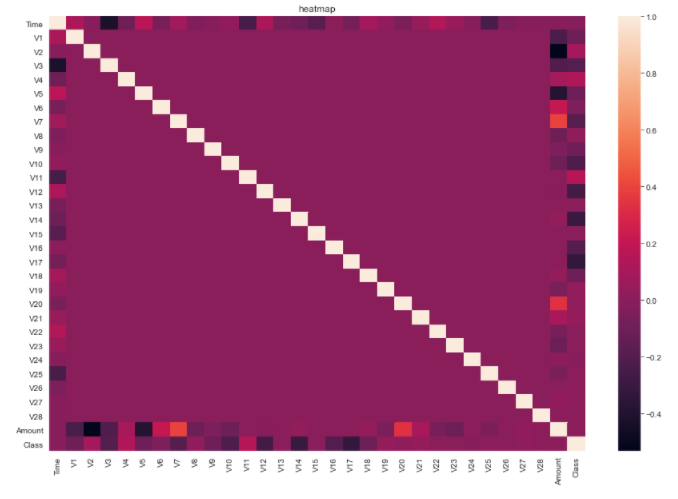 heatmap
Time
V1
V2
V3
V4
V5
V6
V7
V8
V9
V10
V11
V12
V13
V14
V15
V16
V17
V18
V19
V20
V21
V22
V23
V24
V25
V26
V27
V28
Amount
Class
Time
V1
V2
V3
V4
V5
V6
V7
V8
V9
V10
V11
V12
V13
V14
V15
V16
V17
V18
V19
V20
V21
V22
V23
V24
V25
V26
V27
V28
Amount
Class
1.0
0.8
0.6
0.4
0.2
0.0
−0.2
−0.4